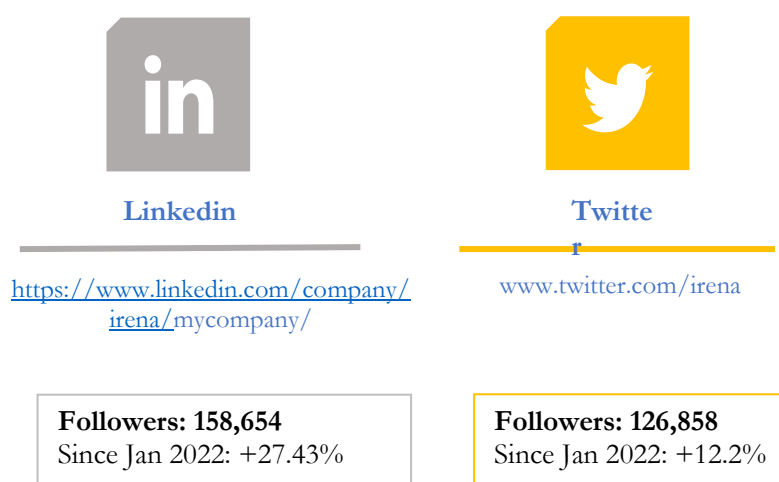 in
Linkedin
https://www.linkedin.com/company/
irena/mycompany/
Followers: 158,654
Since Jan 2022: +27.43%
Twitte
r
www.twitter.com/irena
Followers: 126,858
Since Jan 2022: +12.2%